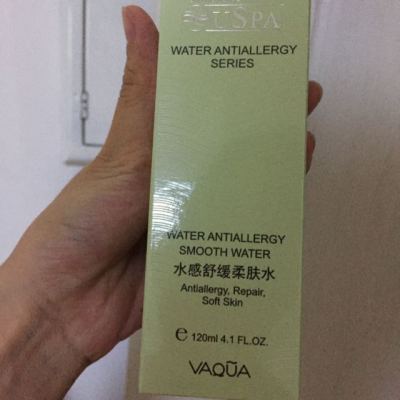 USPA
WATER ANTIALLERGY
SERIES
WATER ANTIALLERGY
SMOOTH WATER
水感舒缓柔肤水
Antiallergy, Repair,
Soft Skin
℮ 120ml 4.1 FL.OZ.
VAQŪA